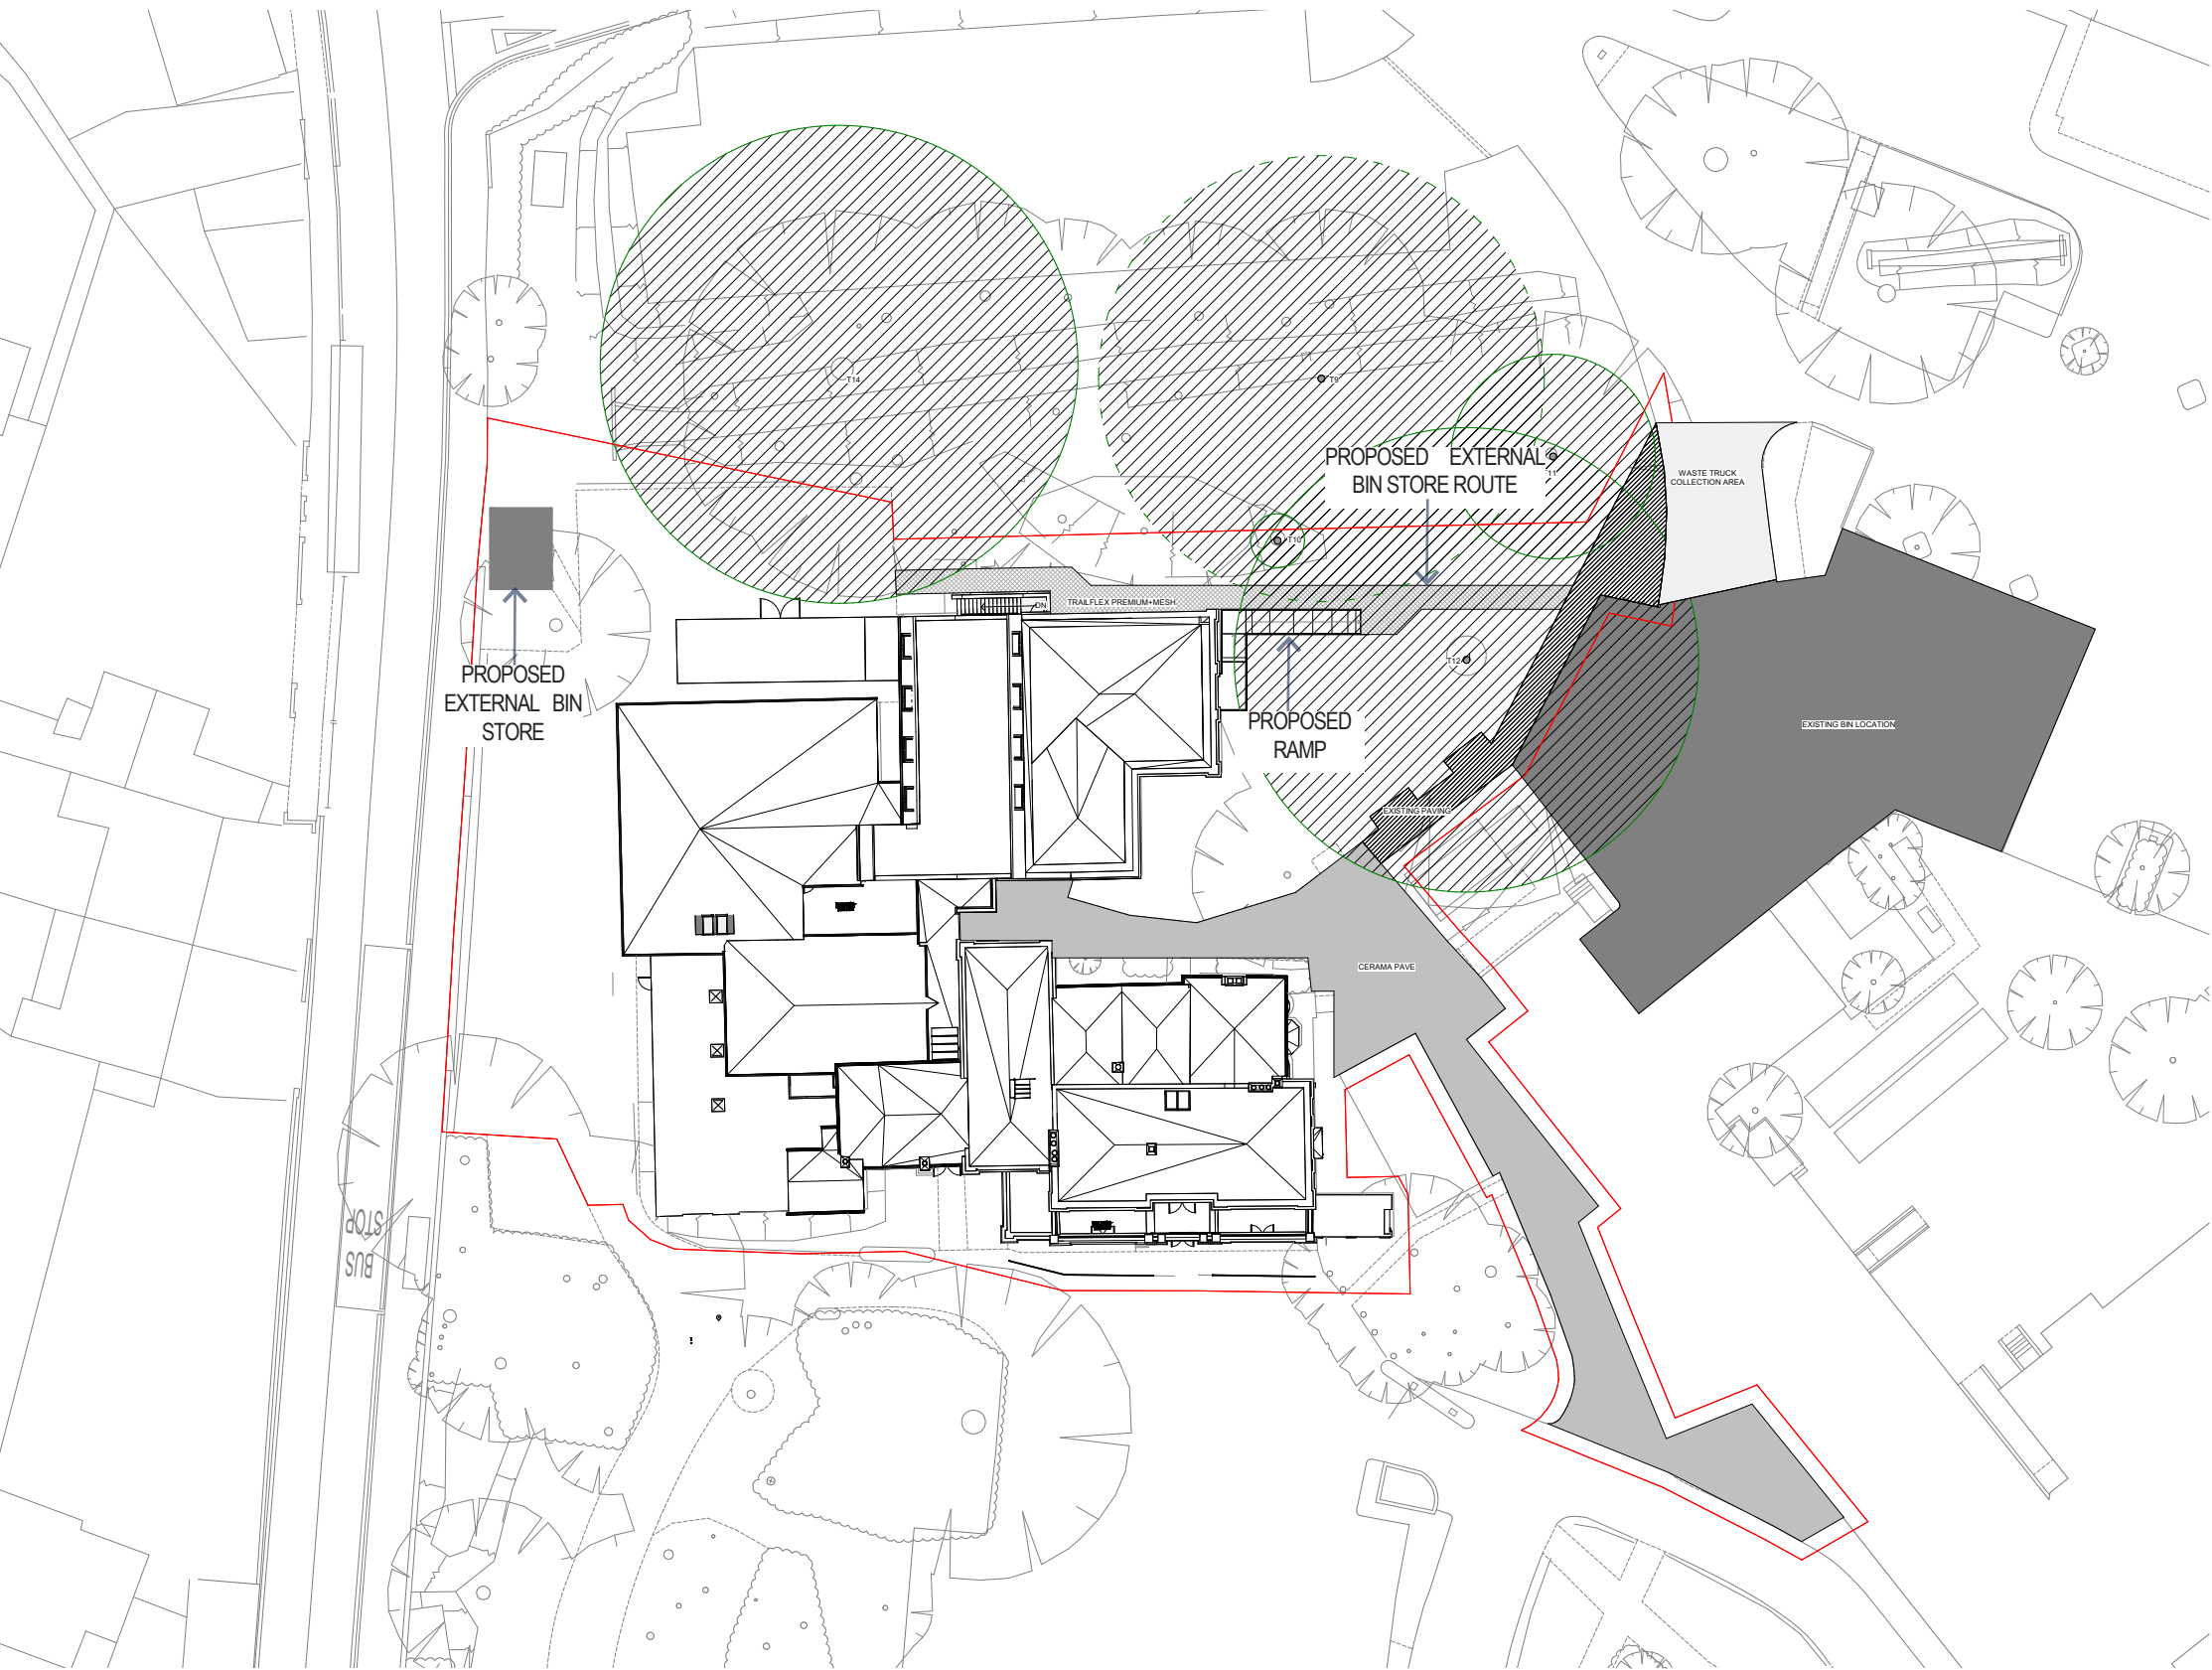 T14
T9
PROPOSED EXTERNAL
BIN STORE ROUTE
11
WASTE TRUCK
COLLECTION AREA
T10
DN
TRAILFLEX PREMIUM+MESH
T12
PROPOSED
EXTERNAL BIN
STORE
PROPOSED
RAMP
EXISTING BIN LOCATION
EXISTING PAVING
CERAMA PAVE
BUS
STOP